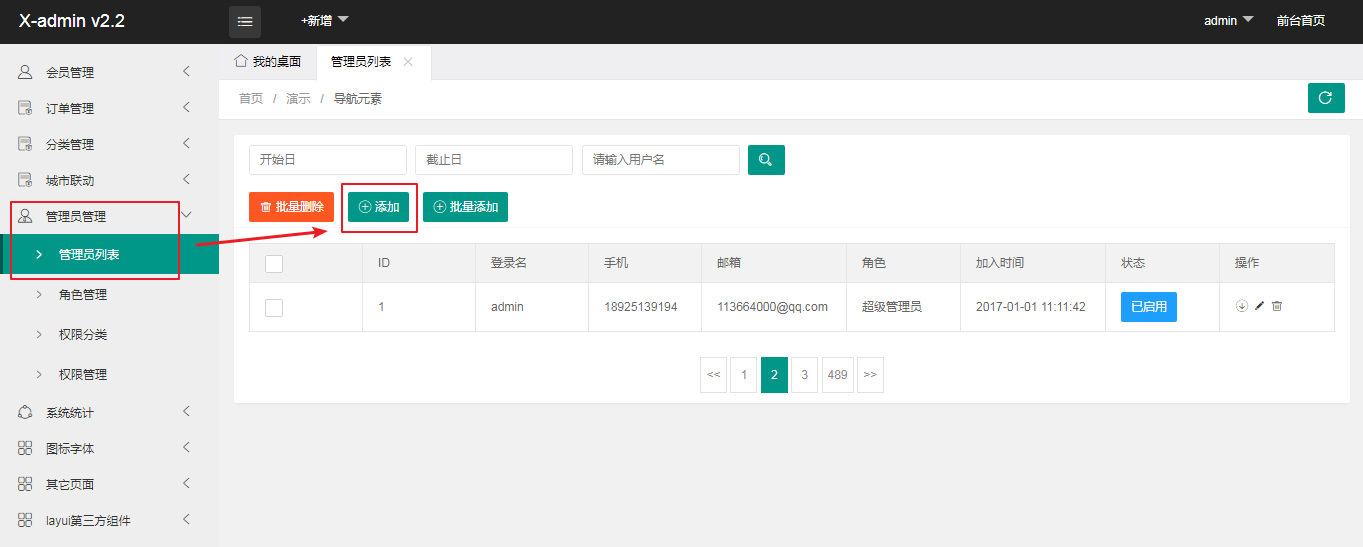 X-admin v2.2
+新增
admin
前台首页
会员管理
订单管理
分类管理
城市联动
管理员管理
管理员列表
角色管理
权限分类
权限管理
系统统计
图标字体
其它页面
layui第三方组件
我的桌面
管理员列表
首页 / 演示 / 导航元素
开始日
截止日
请输入用户名
批量删除
添加
批量添加
ID 登录名 手机 邮箱 角色 加入时间 状态 操作
1 admin 18925139194 113664000@qq.com 超级管理员 2017-01-01 11:11:42 已启用
<< 1 2 3 489 >>